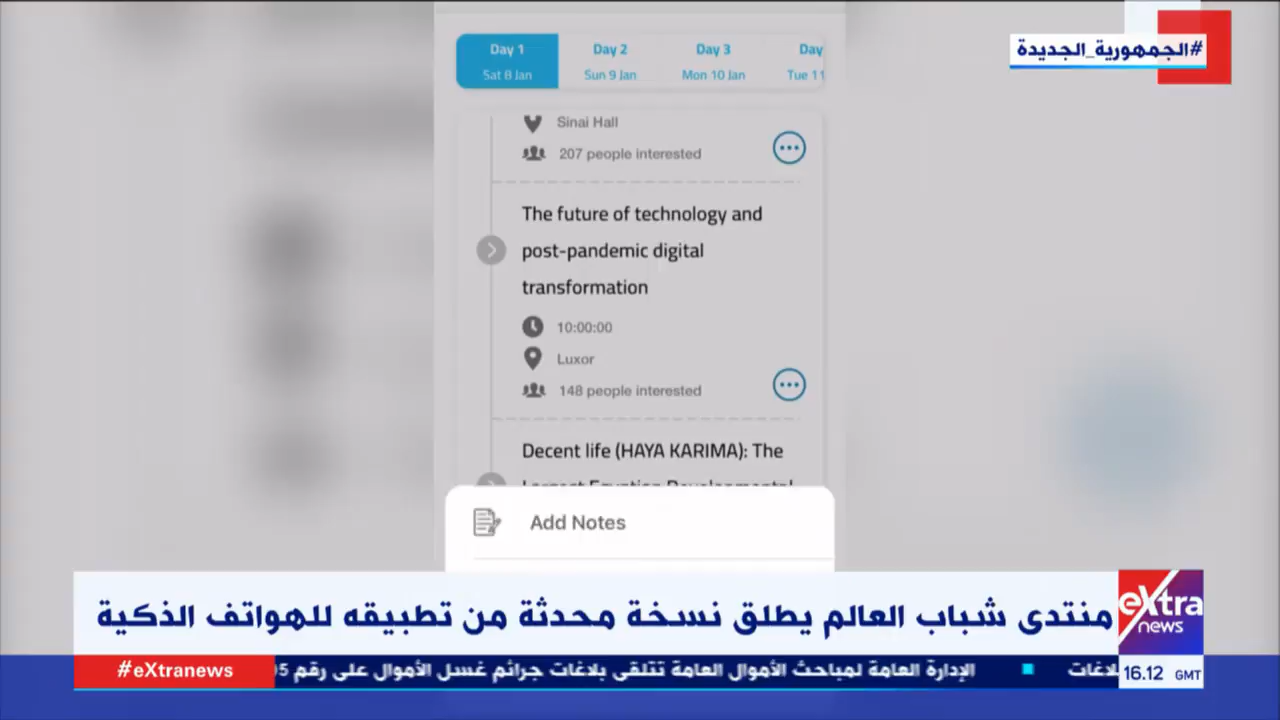 #الجمهورية_الجديدة
Day 1
Day 2
Day 3
Day
Sat 8 Jan
Sun 9 Jan
Mon 10 Jan
Tue 11
Sinai Hall
207 people interested
The future of technology and
post-pandemic digital
transformation
10:00:00
Luxor
148 people interested
Decent life (HAYA KARIMA): The
Largest Egyptian Developmental
Add Notes
منتدى شباب العالم يطلق نسخة محدثة من تطبيقه للهواتف الذكية
eXtra
news
#eXtranews
الإدارة العامة لمباحث الأموال العامة تتلقى بلاغات جرائم غسل الأموال على رقم
16.12 GMT